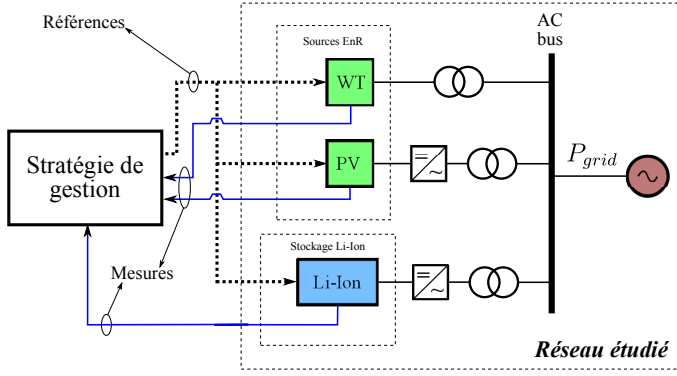 Références
AC
bus
Sources EnR
WT
Stratégie de
gestion
PV
P_grid
Stockage Li-Ion
Mesures
Li-Ion
Réseau étudié